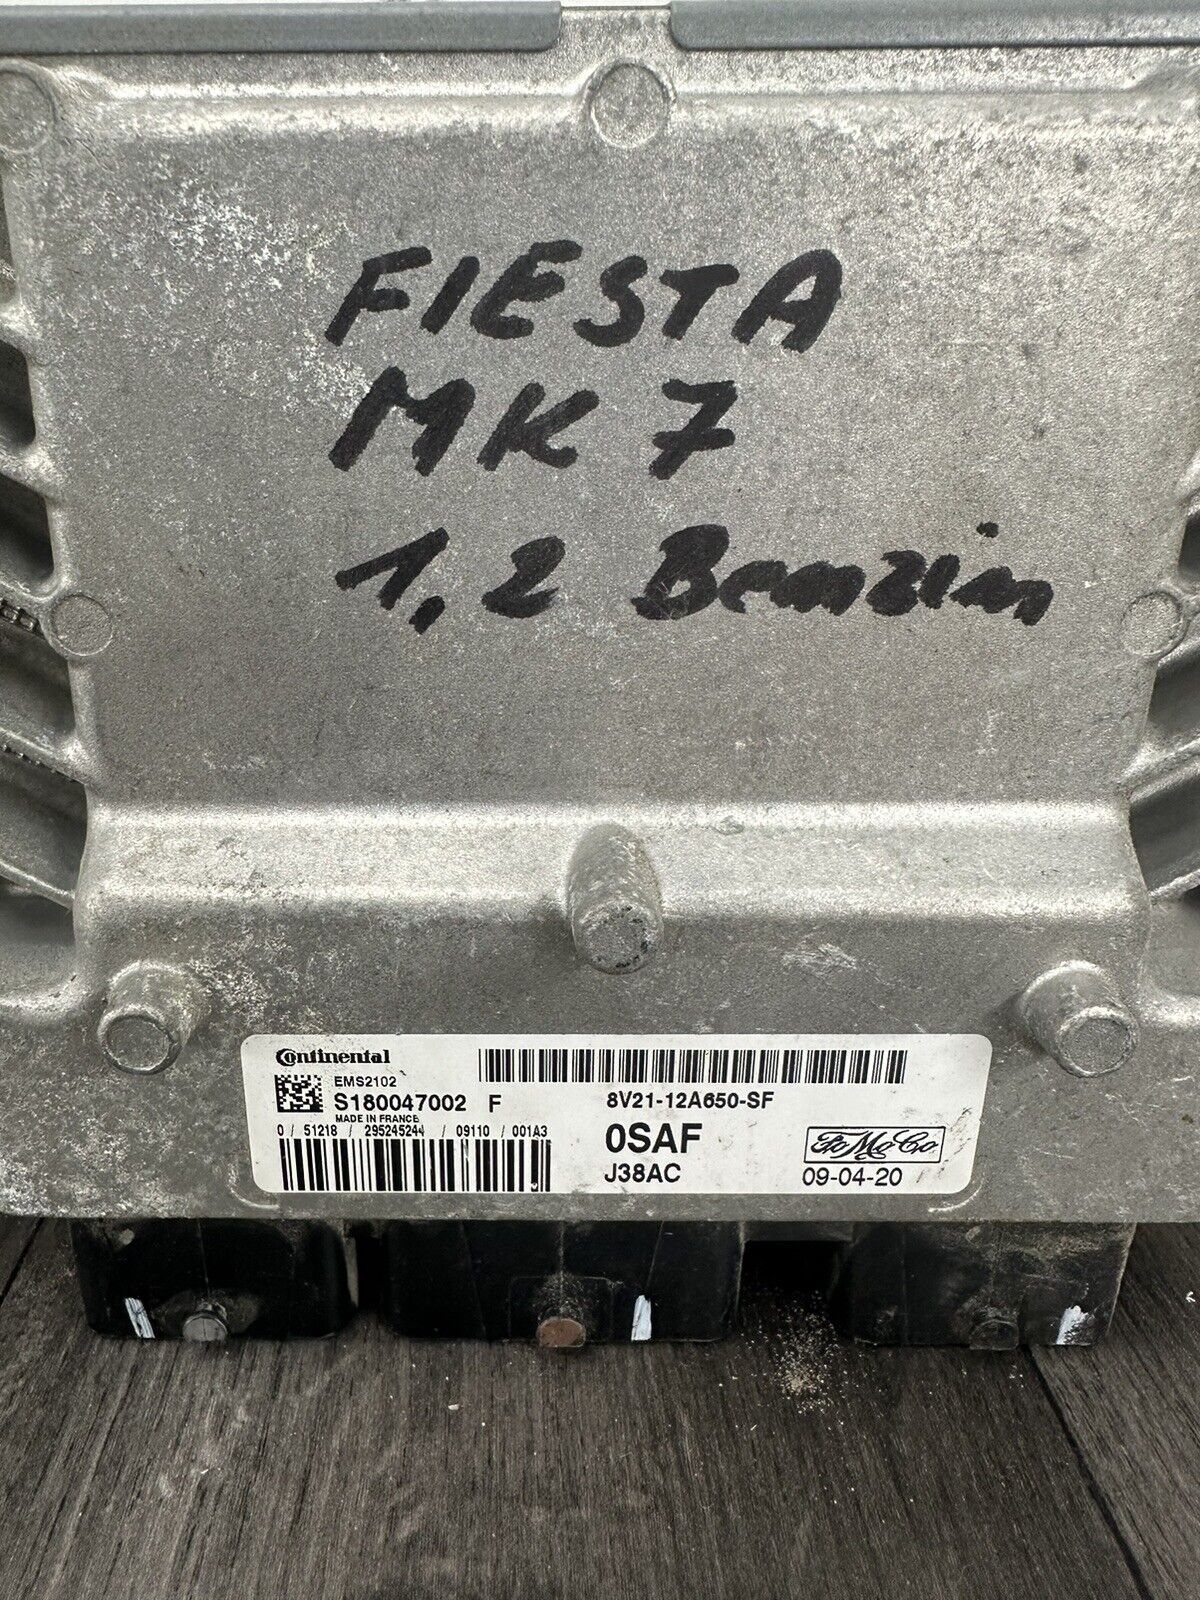 FIESTA
MK 7
1,2 Benzin
Continental
EMS2102
S180047002 F
MADE IN FRANCE
0 / 51218 / 295245244 / 09110 / 001A3
8V21-12A650-SF
0SAF
J38AC
FoMoCo
09-04-20